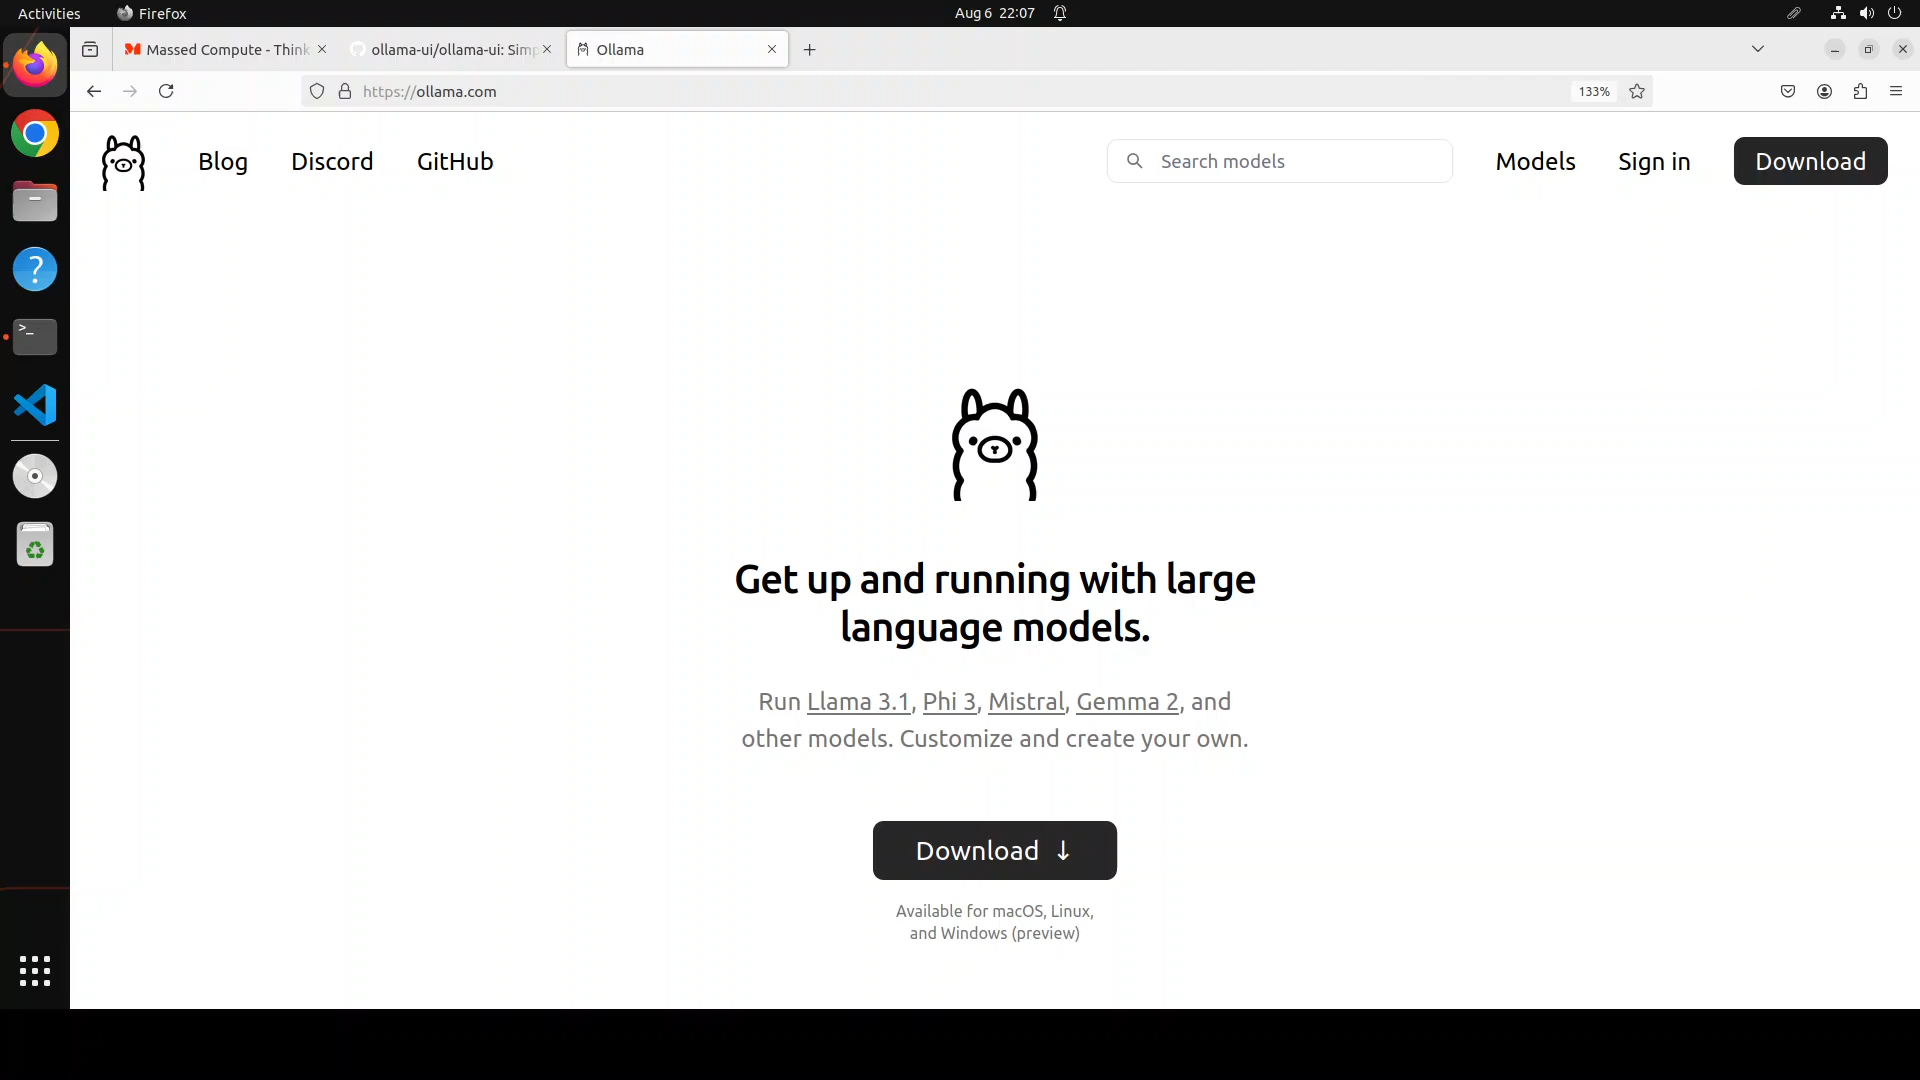 Activities
Firefox
Aug 6 22:07
Massed Compute - Think
ollama-ui/ollama-ui: Simp
Ollama
https://ollama.com
133%
Blog
Discord
GitHub
Search models
Models
Sign in
Download
Get up and running with large
language models.
Run Llama 3.1, Phi 3, Mistral, Gemma 2, and
other models. Customize and create your own.
Download ↓
Available for macOS, Linux,
and Windows (preview)